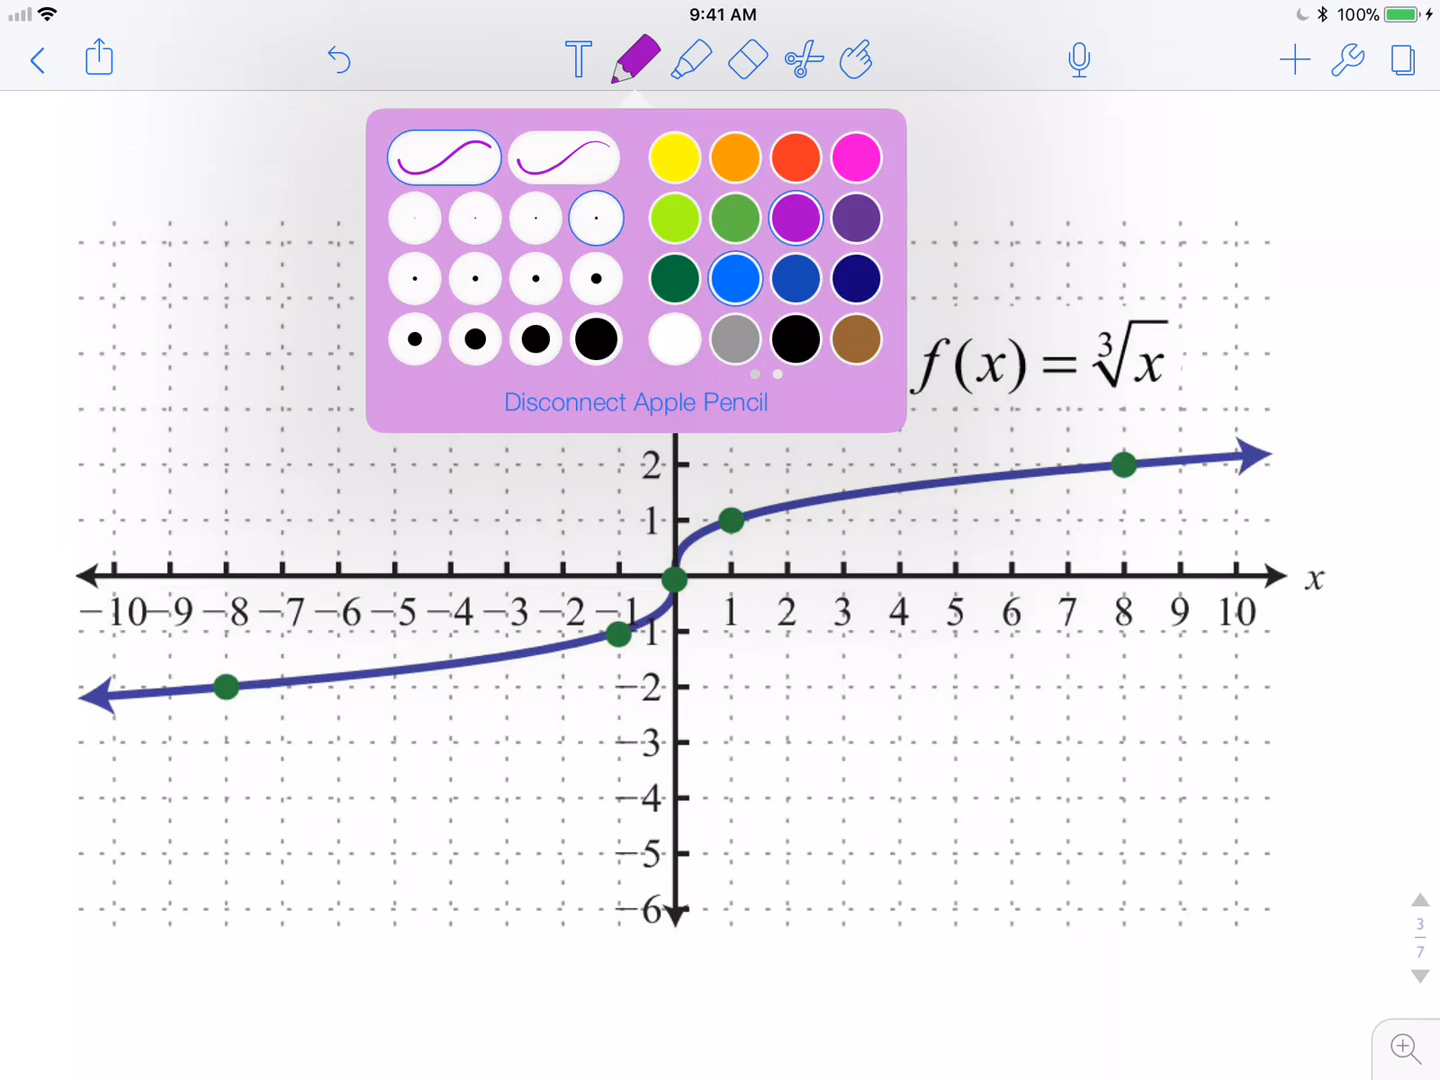 9:41 AM
100%
T
Disconnect Apple Pencil
f(x) = ∛x
2
1
x
−10 −9 −8 −7 −6 −5 −4 −3 −2 −1 1 2 3 4 5 6 7 8 9 10
−1
−2
−3
−4
−5
−6
3
7